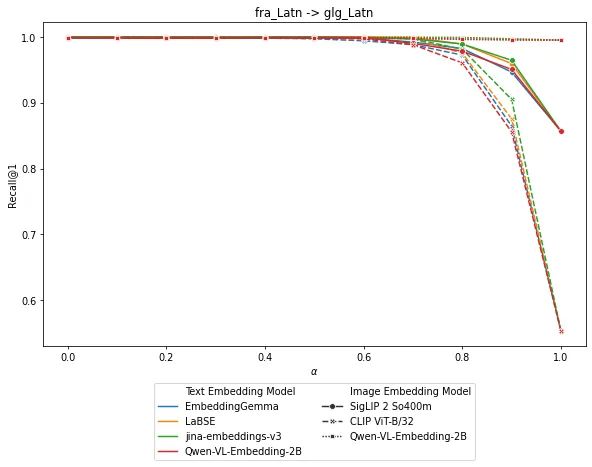 fra_Latn -> glg_Latn
1.00
0.9
0.8
0.7
0.6
Recall@1
0.0 0.2 0.4 0.6 0.8 1.0
α
Text Embedding Model Image Embedding Model
EmbeddingGemma SigLIP 2 So400m
LaBSE CLIP ViT-B/32
jina-embeddings-v3 Qwen-VL-Embedding-2B
Qwen-VL-Embedding-2B